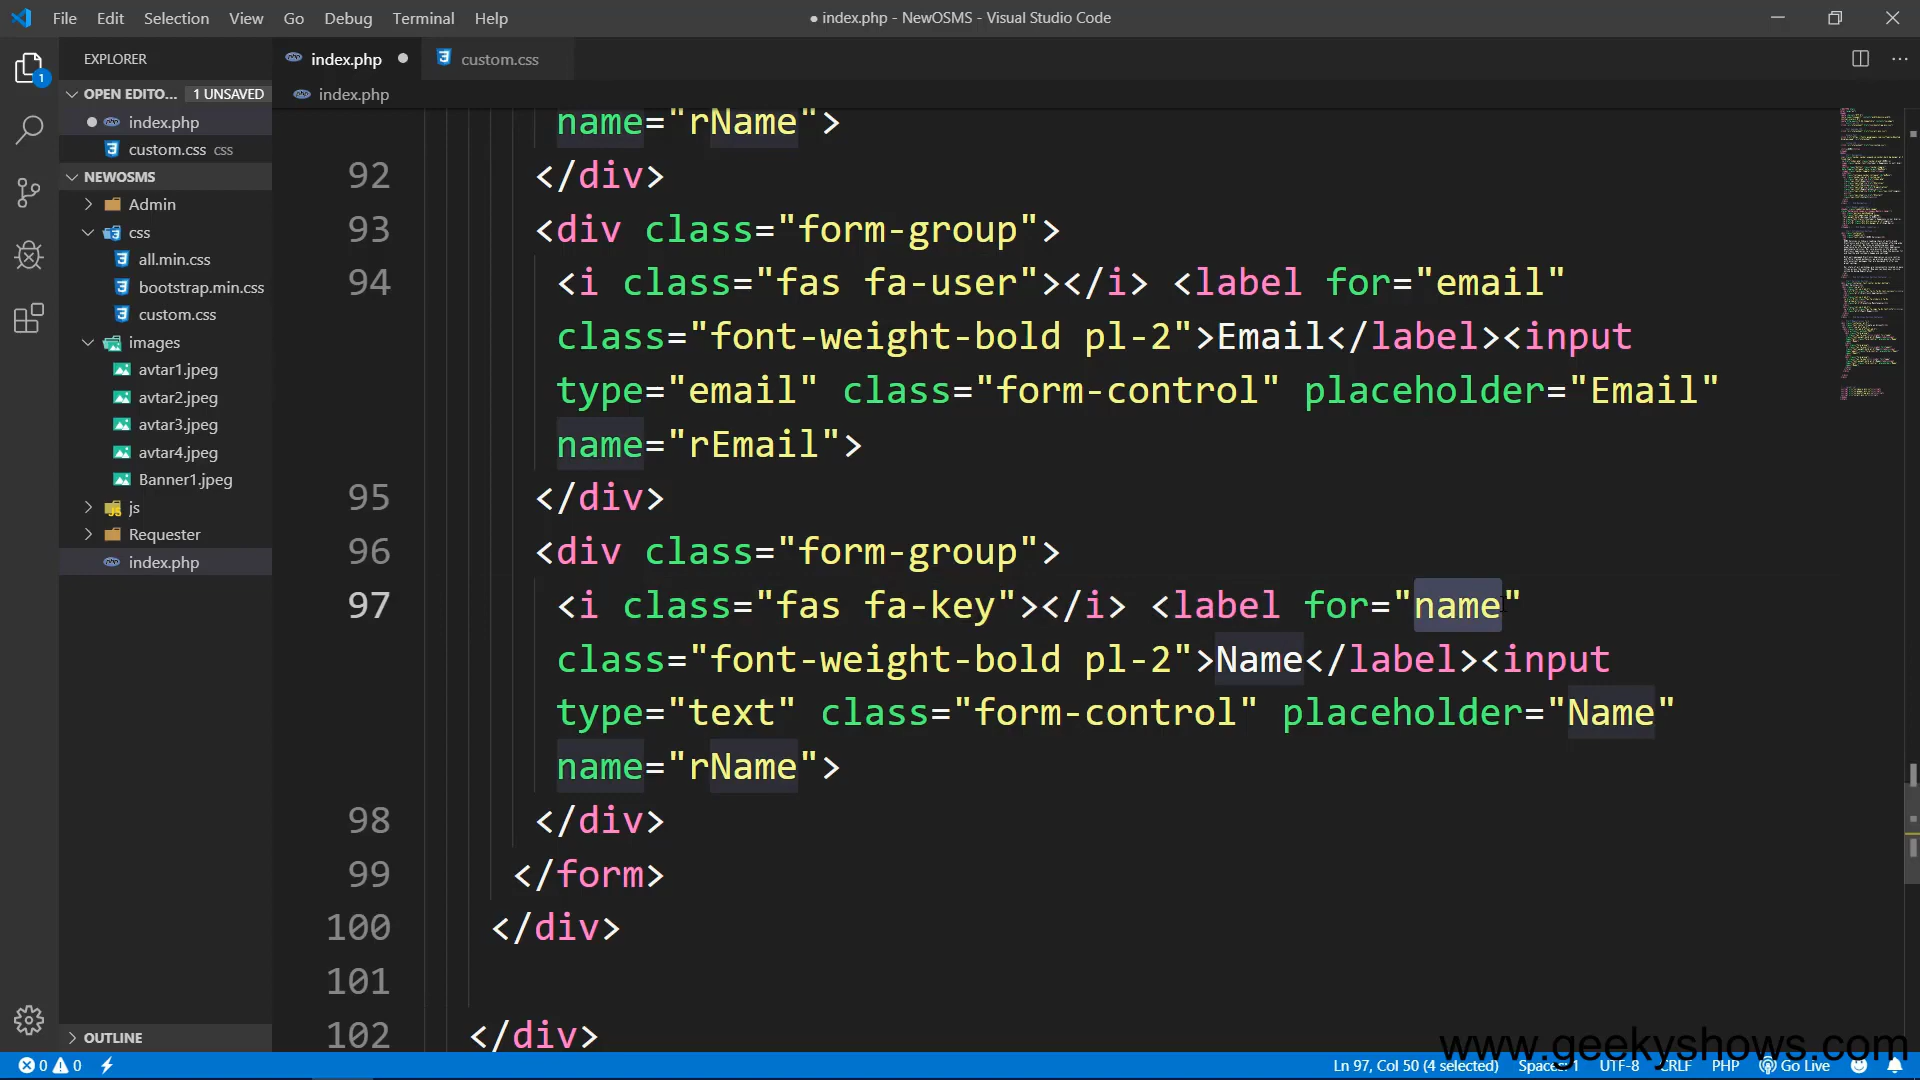 File Edit Selection View Go Debug Terminal Help
● index.php - NewOSMS - Visual Studio Code
EXPLORER
index.php
custom.css
OPEN EDITO... 1 UNSAVED
index.php
index.php
custom.css css
NEWOSMS
Admin
css
all.min.css
bootstrap.min.css
custom.css
images
avtar1.jpeg
avtar2.jpeg
avtar3.jpeg
avtar4.jpeg
Banner1.jpeg
js
Requester
index.php
OUTLINE
name="rName">
92 </div>
93 <div class="form-group">
94 <i class="fas fa-user"></i> <label for="email"
class="font-weight-bold pl-2">Email</label><input
type="email" class="form-control" placeholder="Email"
name="rEmail">
95 </div>
96 <div class="form-group">
97 <i class="fas fa-key"></i> <label for="name"
class="font-weight-bold pl-2">Name</label><input
type="text" class="form-control" placeholder="Name"
name="rName">
98 </div>
99 </form>
100 </div>
101
102 </div>
www.geekyshows.com
0 0 Ln 97, Col 50 (4 selected) Spaces: 1 UTF-8 CRLF PHP Go Live